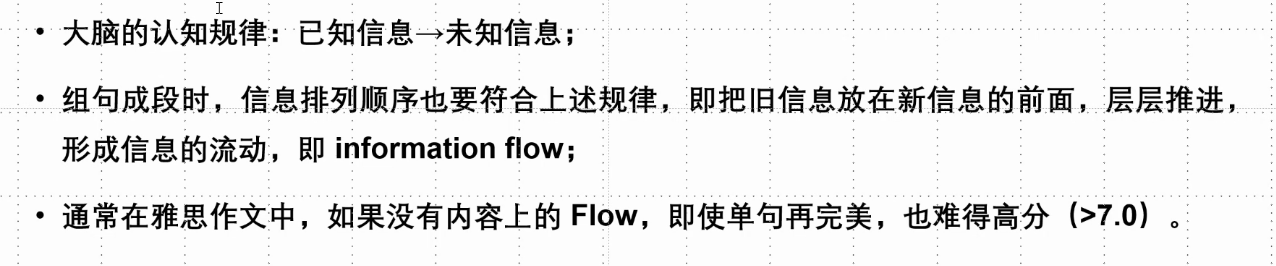 • 大脑的认知规律：已知信息→未知信息；
• 组句成段时，信息排列顺序也要符合上述规律，即把旧信息放在新信息的前面，层层推进，
形成信息的流动，即 information flow；
• 通常在雅思作文中，如果没有内容上的 Flow，即使单句再完美，也难得高分（>7.0）。